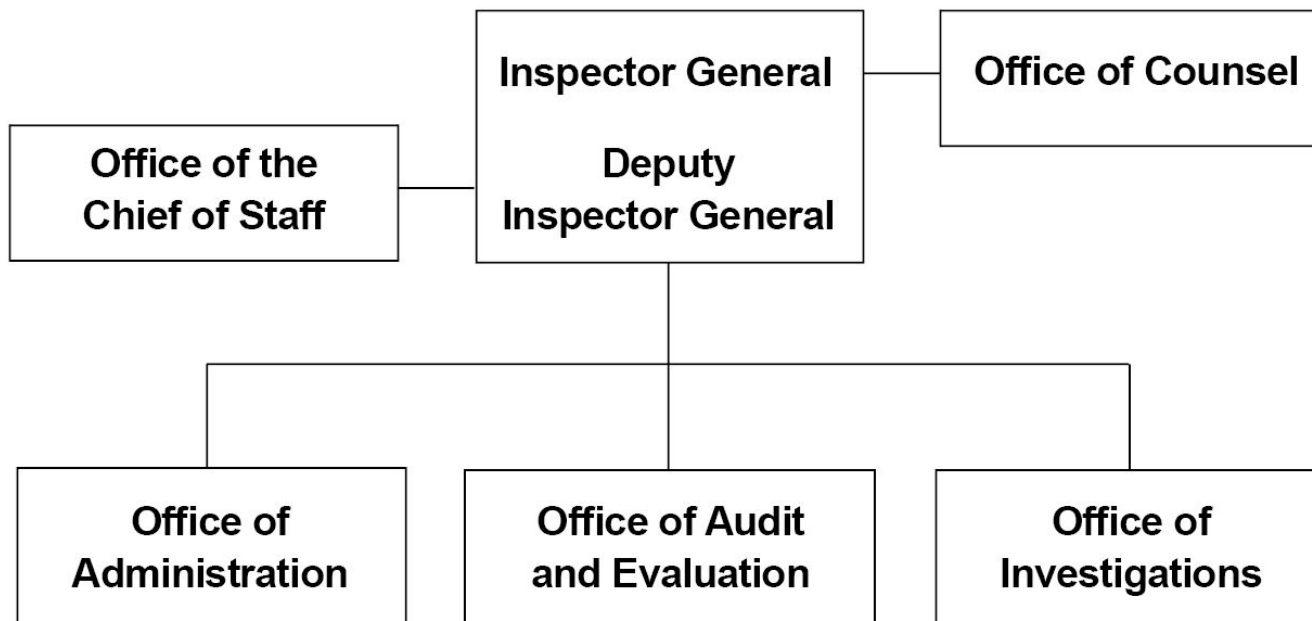 Inspector General
Deputy
Inspector General
Office of Counsel
Office of the
Chief of Staff
Office of
Administration
Office of Audit
and Evaluation
Office of
Investigations